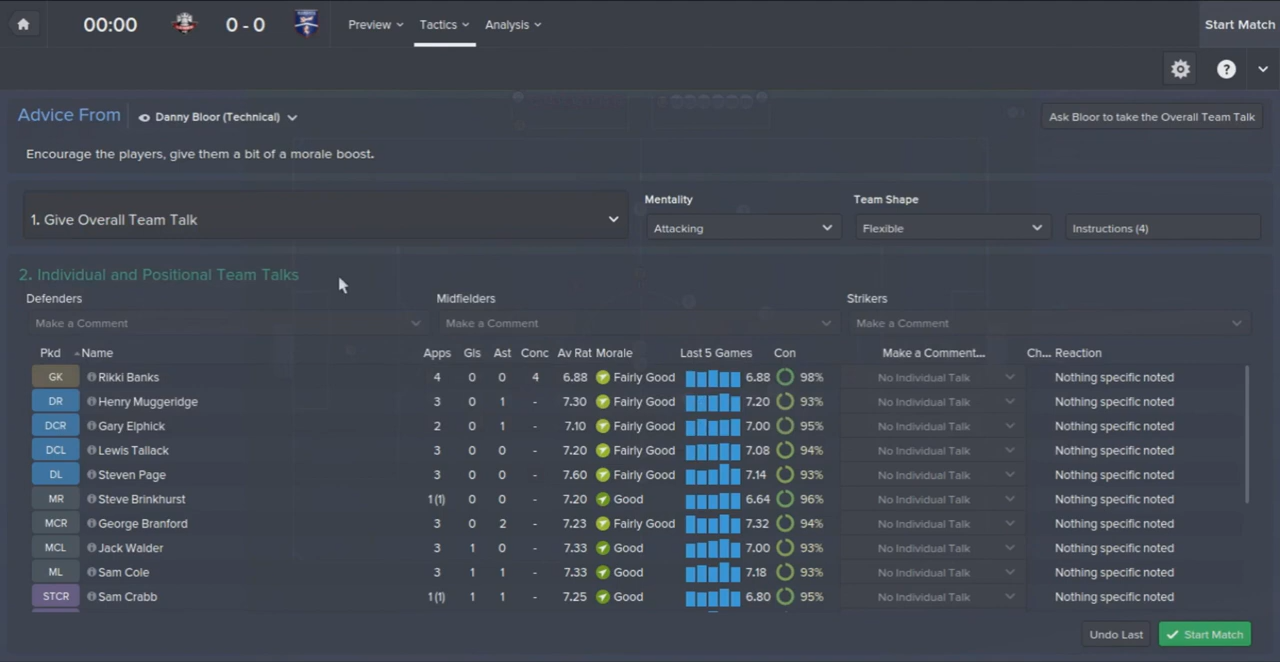 00:00 0 - 0 Preview Tactics Analysis Start Match
?
Advice From Danny Bloor (Technical) Ask Bloor to take the Overall Team Talk
Encourage the players, give them a bit of a morale boost.
Mentality Team Shape
1. Give Overall Team Talk Attacking Flexible Instructions (4)
2. Individual and Positional Team Talks
Defenders Midfielders Strikers
Make a Comment Make a Comment Make a Comment
Pkd Name Apps Gls Ast Conc Av Rat Morale Last 5 Games Con Make a Comment... Ch... Reaction
GK Rikki Banks 4 0 0 4 6.88 Fairly Good 6.88 98% No Individual Talk Nothing specific noted
DR Henry Muggeridge 3 0 1 - 7.30 Fairly Good 7.20 93% No Individual Talk Nothing specific noted
DCR Gary Elphick 2 0 1 - 7.10 Fairly Good 7.00 95% No Individual Talk Nothing specific noted
DCL Lewis Tallack 3 0 0 - 7.20 Fairly Good 7.08 94% No Individual Talk Nothing specific noted
DL Steven Page 3 0 0 - 7.60 Fairly Good 7.14 93% No Individual Talk Nothing specific noted
MR Steve Brinkhurst 1(1) 0 0 - 7.20 Good 6.64 96% No Individual Talk Nothing specific noted
MCR George Branford 3 0 2 - 7.23 Fairly Good 7.32 94% No Individual Talk Nothing specific noted
MCL Jack Walder 3 1 0 - 7.33 Good 7.00 93% No Individual Talk Nothing specific noted
ML Sam Cole 3 1 1 - 7.33 Good 7.18 93% No Individual Talk Nothing specific noted
STCR Sam Crabb 1(1) 1 1 - 7.25 Good 6.80 95% No Individual Talk Nothing specific noted
Undo Last Start Match